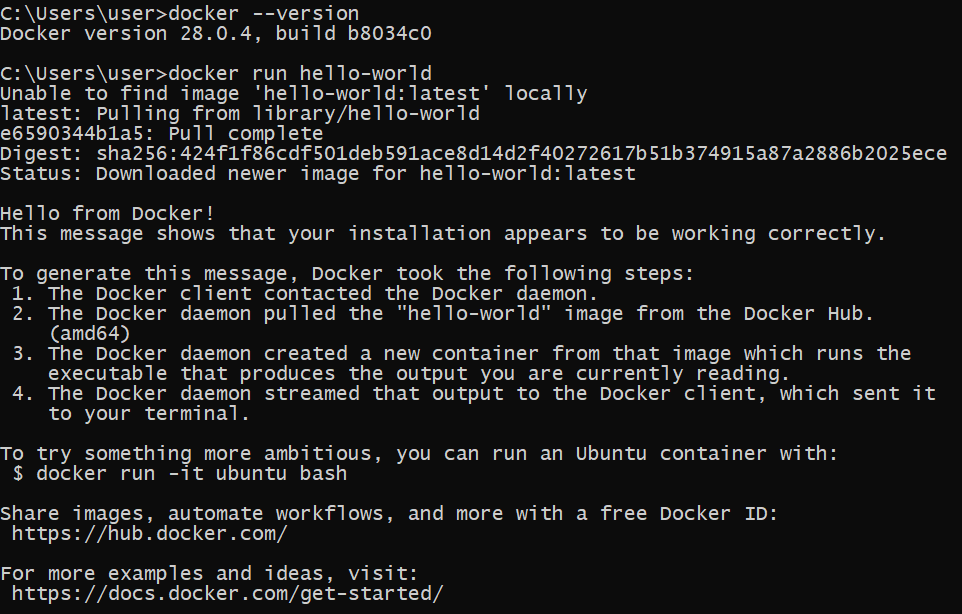 C:\Users\user>docker --version
Docker version 28.0.4, build b8034c0
C:\Users\user>docker run hello-world
Unable to find image 'hello-world:latest' locally
latest: Pulling from library/hello-world
e6590344b1a5: Pull complete
Digest: sha256:424f1f86cdf501deb591ace8d14d2f40272617b51b374915a87a2886b2025ece
Status: Downloaded newer image for hello-world:latest
Hello from Docker!
This message shows that your installation appears to be working correctly.
To generate this message, Docker took the following steps:
 1. The Docker client contacted the Docker daemon.
 2. The Docker daemon pulled the "hello-world" image from the Docker Hub.
    (amd64)
 3. The Docker daemon created a new container from that image which runs the
    executable that produces the output you are currently reading.
 4. The Docker daemon streamed that output to the Docker client, which sent it
    to your terminal.
To try something more ambitious, you can run an Ubuntu container with:
 $ docker run -it ubuntu bash
Share images, automate workflows, and more with a free Docker ID:
 https://hub.docker.com/
For more examples and ideas, visit:
 https://docs.docker.com/get-started/